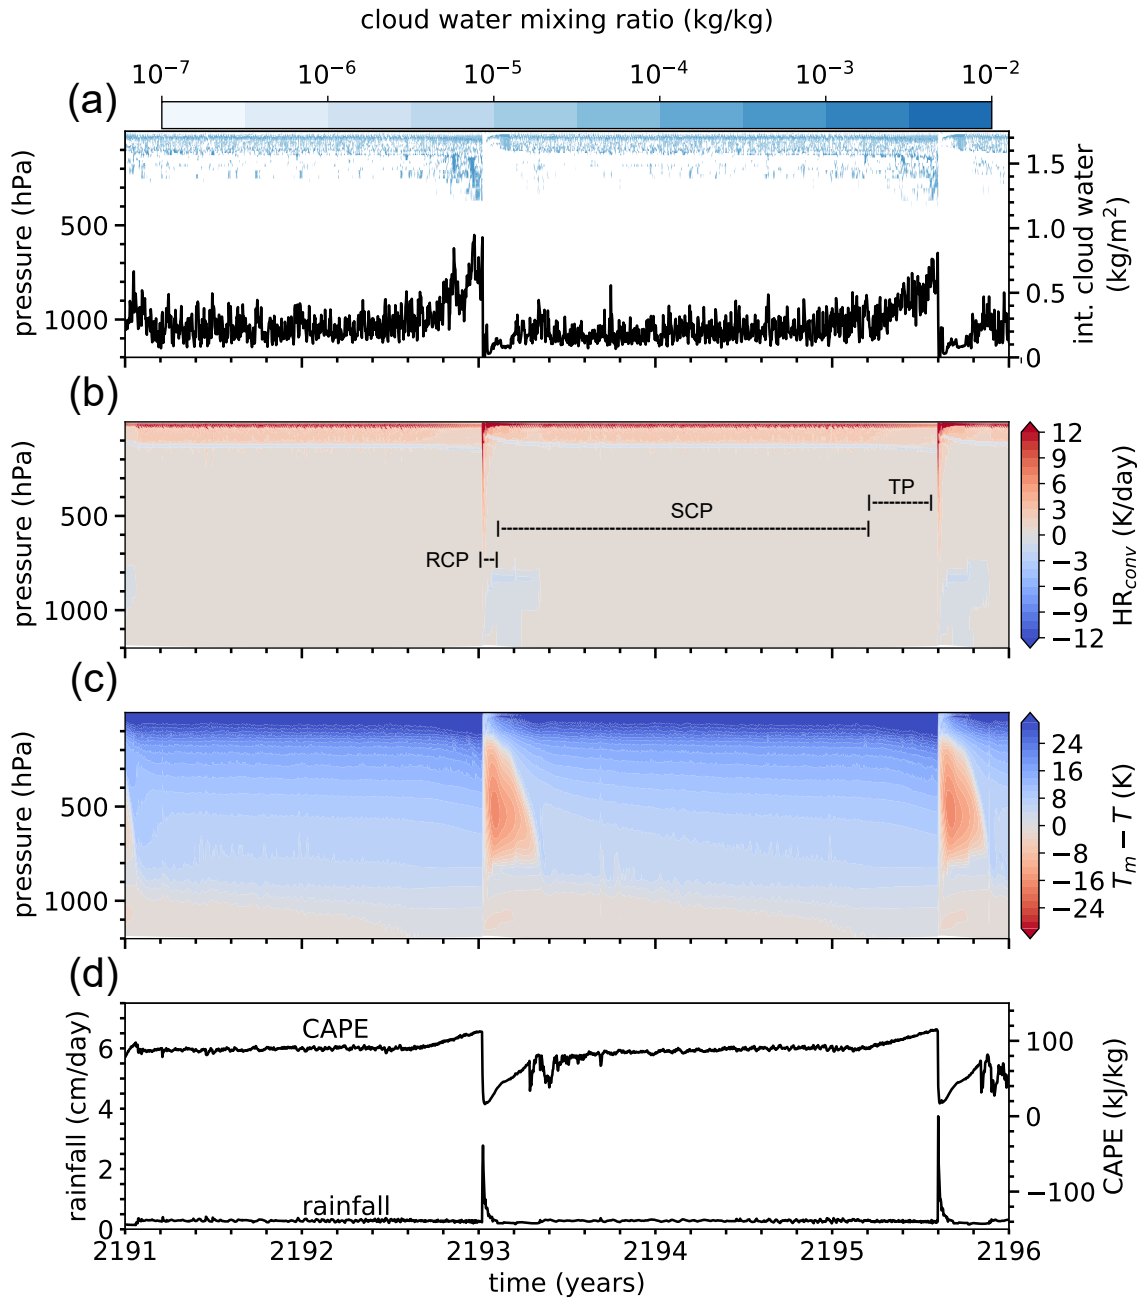 cloud water mixing ratio (kg/kg)
10⁻⁷ 10⁻⁶ 10⁻⁵ 10⁻⁴ 10⁻³ 10⁻²
(a)
pressure (hPa)
500
1000
1.5
1.0
0.5
0
int. cloud water
(kg/m²)
(b)
pressure (hPa)
500
1000
RCP
SCP
TP
12
9
6
3
0
−3
−6
−9
−12
HR_conv (K/day)
(c)
pressure (hPa)
500
1000
24
16
8
0
−8
−16
−24
T_m − T (K)
(d)
rainfall (cm/day)
6
4
2
0
CAPE
rainfall
100
0
−100
CAPE (kJ/kg)
2191 2192 2193 2194 2195 2196
time (years)